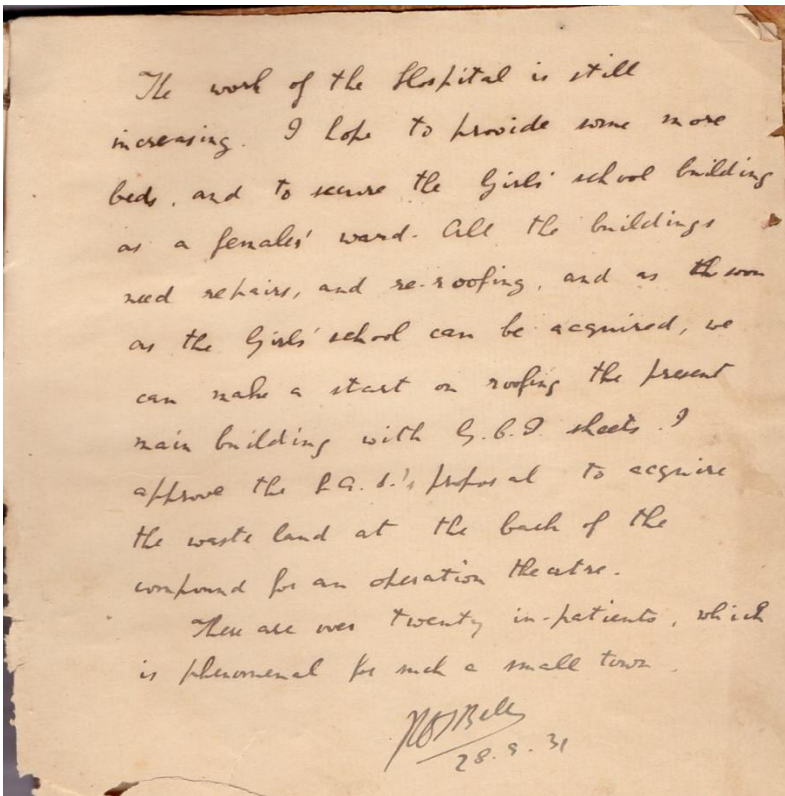 The work of the Hospital is still
increasing. I hope to provide some more
beds, and to secure the Girls' school building
as a females' ward. All the buildings
need repairs, and re-roofing, and as soon
as the Girls' school can be acquired, we
can make a start on roofing the present
main building with G.C.I. sheets. I
approve the S.A.S.'s proposal to acquire
the waste land at the back of the
compound for an operation theatre.
There are over twenty in-patients, which
is phenomenal for such a small town.
28.9.31